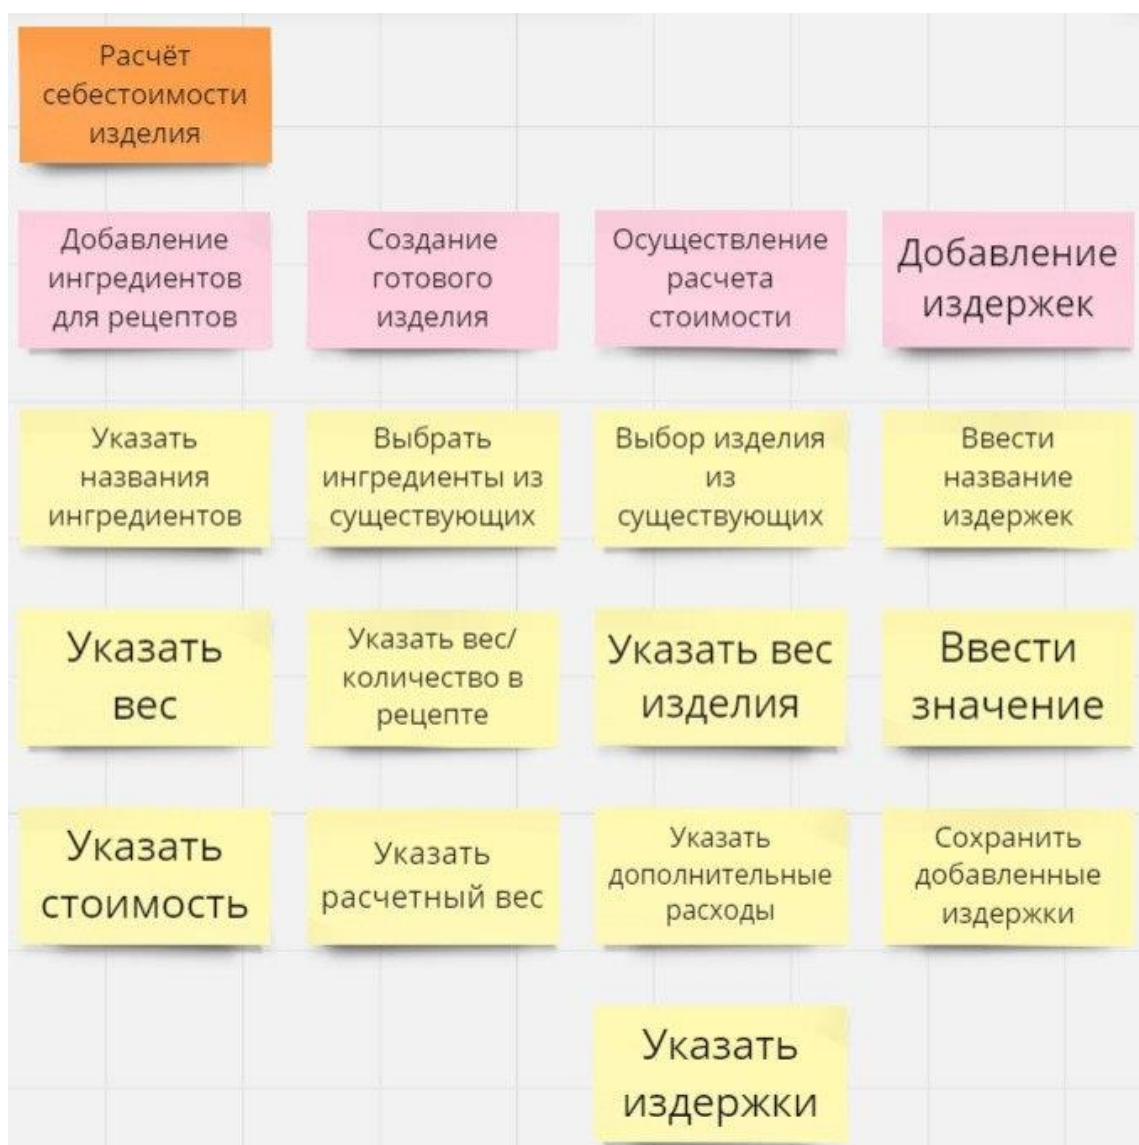 Расчёт
себестоимости
изделия
Добавление
ингредиентов
для рецептов
Создание
готового
изделия
Осуществление
расчета
стоимости
Добавление
издержек
Указать
названия
ингредиентов
Выбрать
ингредиенты из
существующих
Выбор изделия
из
существующих
Ввести
название
издержек
Указать
вес
Указать вес/
количество в
рецепте
Указать вес
изделия
Ввести
значение
Указать
стоимость
Указать
расчетный вес
Указать
дополнительные
расходы
Сохранить
добавленные
издержки
Указать
издержки